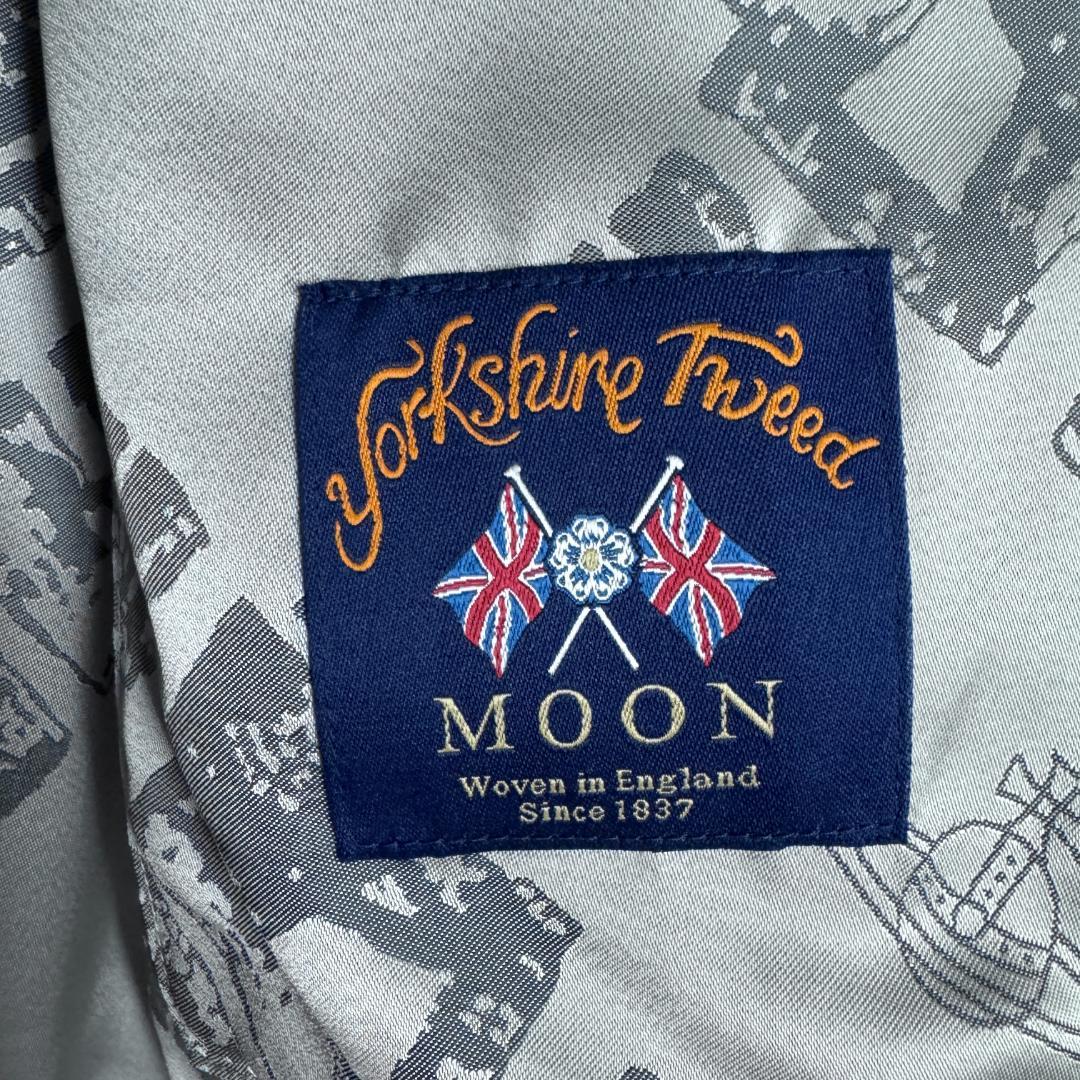 Yorkshire Tweed
MOON
Woven in England
Since 1837